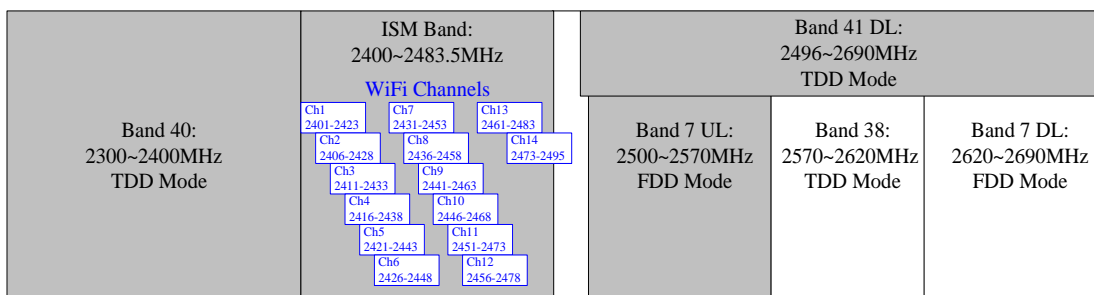 Band 40:
2300~2400MHz
TDD Mode
ISM Band:
2400~2483.5MHz
WiFi Channels
Ch1
2401-2423
Ch2
2406-2428
Ch3
2411-2433
Ch4
2416-2438
Ch5
2421-2443
Ch6
2426-2448
Ch7
2431-2453
Ch8
2436-2458
Ch9
2441-2463
Ch10
2446-2468
Ch11
2451-2473
Ch12
2456-2478
Ch13
2461-2483
Ch14
2473-2495
Band 41 DL:
2496~2690MHz
TDD Mode
Band 7 UL:
2500~2570MHz
FDD Mode
Band 38:
2570~2620MHz
TDD Mode
Band 7 DL:
2620~2690MHz
FDD Mode